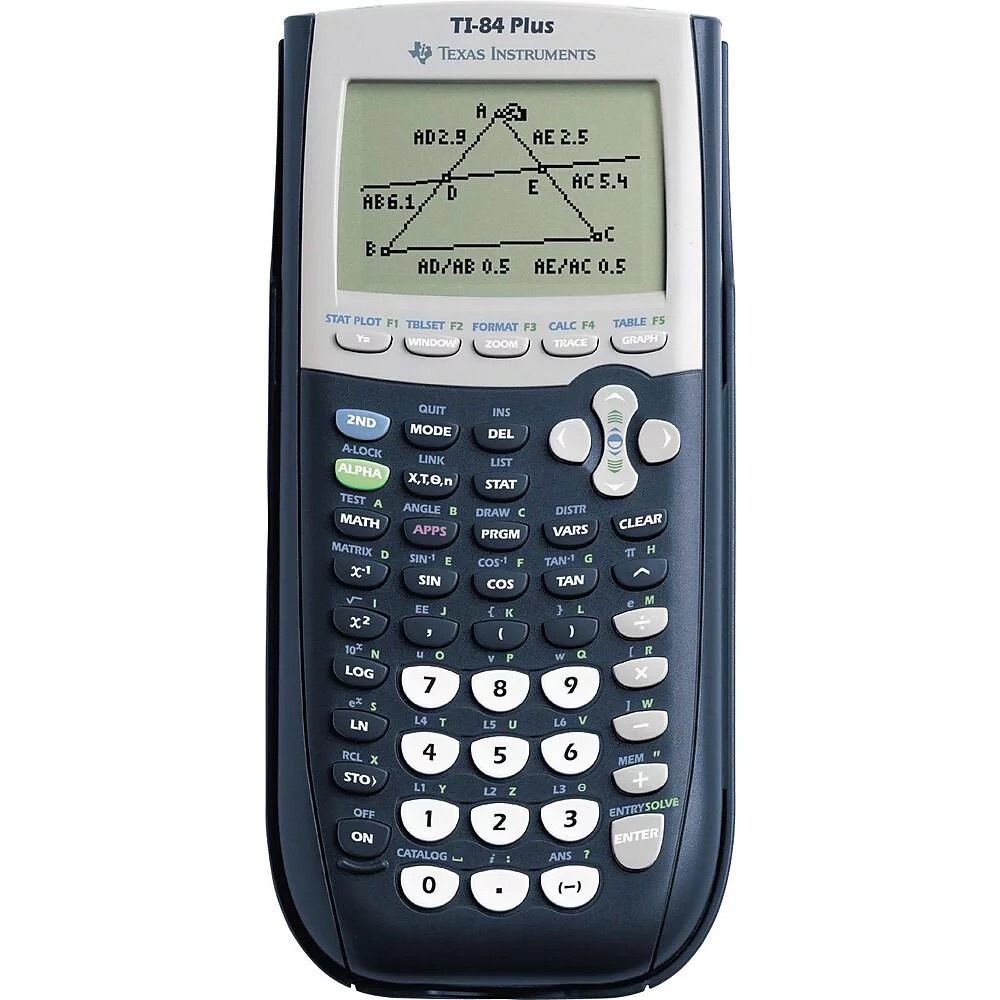 TI-84 Plus
TEXAS INSTRUMENTS
A
AD 2.9 AE 2.5
AB 6.1 D E AC 5.4
B C
AD/AB 0.5 AE/AC 0.5
STAT PLOT F1 TBLSET F2 FORMAT F3 CALC F4 TABLE F5
Y= WINDOW ZOOM TRACE GRAPH
QUIT INS
2ND MODE DEL
A-LOCK LINK LIST
ALPHA X,T,Θ,n STAT
TEST A ANGLE B DRAW C DISTR
MATH APPS PRGM VARS CLEAR
MATRIX D SIN⁻¹ E COS⁻¹ F TAN⁻¹ G π H
x⁻¹ SIN COS TAN ^
√ I EE J { K } L e M
x² , ( ) ÷
10ˣ N u O v P w Q [ R
LOG 7 8 9 ×
eˣ S L4 T L5 U L6 V ] W
LN 4 5 6 −
RCL X L1 Y L2 Z L3 Θ MEM "
STO› 1 2 3 +
OFF CATALOG ⎵ i : ANS ? ENTRY SOLVE
ON 0 . (−) ENTER